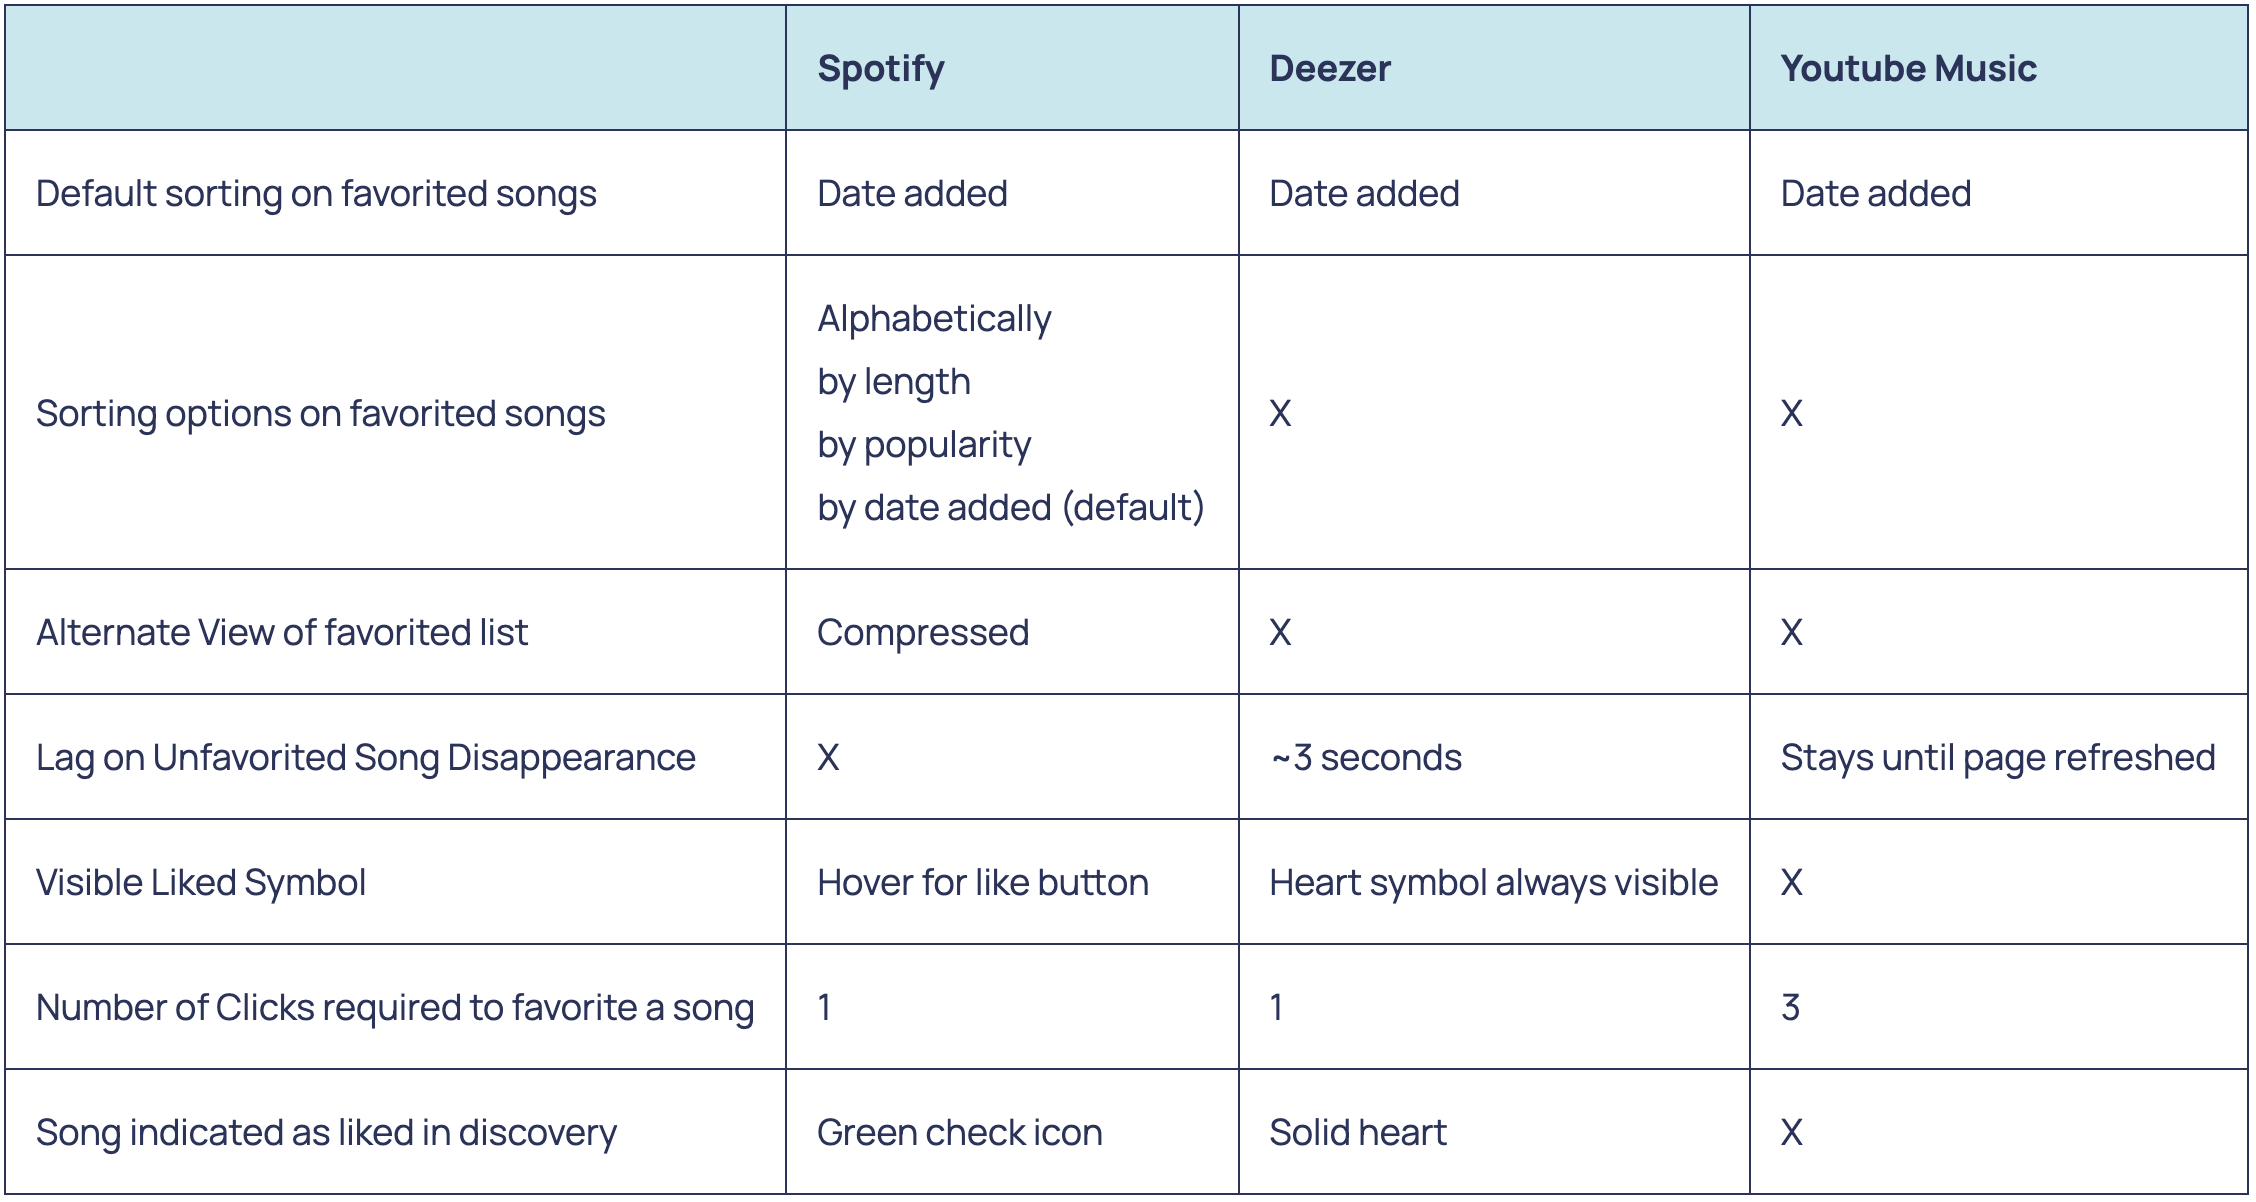 Spotify
Deezer
Youtube Music
Default sorting on favorited songs
Date added
Date added
Date added
Sorting options on favorited songs
Alphabetically
by length
by popularity
by date added (default)
X
X
Alternate View of favorited list
Compressed
X
X
Lag on Unfavorited Song Disappearance
X
~3 seconds
Stays until page refreshed
Visible Liked Symbol
Hover for like button
Heart symbol always visible
X
Number of Clicks required to favorite a song
1
1
3
Song indicated as liked in discovery
Green check icon
Solid heart
X